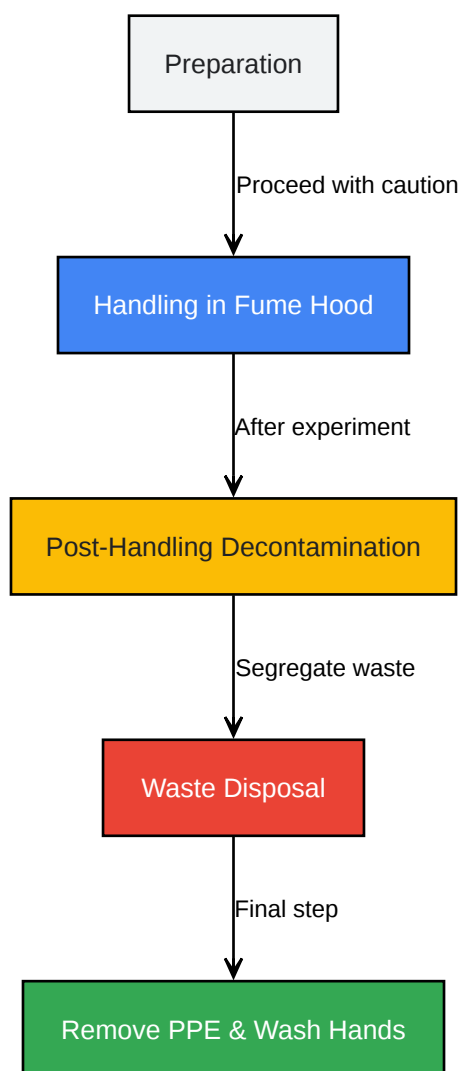 Preparation
Proceed with caution
Handling in Fume Hood
After experiment
Post-Handling Decontamination
Segregate waste
Waste Disposal
Final step
Remove PPE & Wash Hands